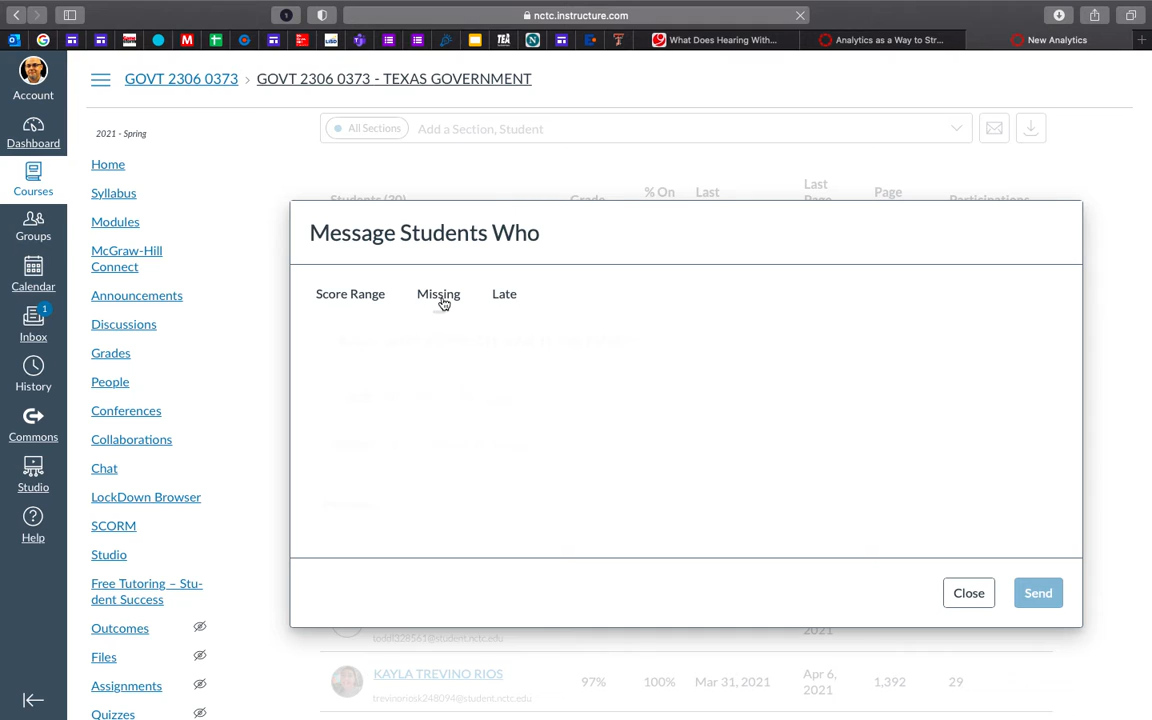 nctc.instructure.com
What Does Hearing With...
Analytics as a Way to Str...
New Analytics
Account
Dashboard
Courses
Groups
Calendar
1
Inbox
History
Commons
Studio
Help
GOVT 2306 0373 › GOVT 2306 0373 - TEXAS GOVERNMENT
2021 - Spring
Home
Syllabus
Modules
McGraw-Hill
Connect
Announcements
Discussions
Grades
People
Conferences
Collaborations
Chat
LockDown Browser
SCORM
Studio
Free Tutoring – Stu-
dent Success
Outcomes
Files
Assignments
Quizzes
All Sections Add a Section, Student
Students (30) Grade % On Last Last Page Page Participations
Message Students Who
Score Range Missing Late
Close Send
2021
KAYLA TREVINO RIOS
trevinoriosk248094@student.nctc.edu
97% 100% Mar 31, 2021 Apr 6, 2021 1,392 29